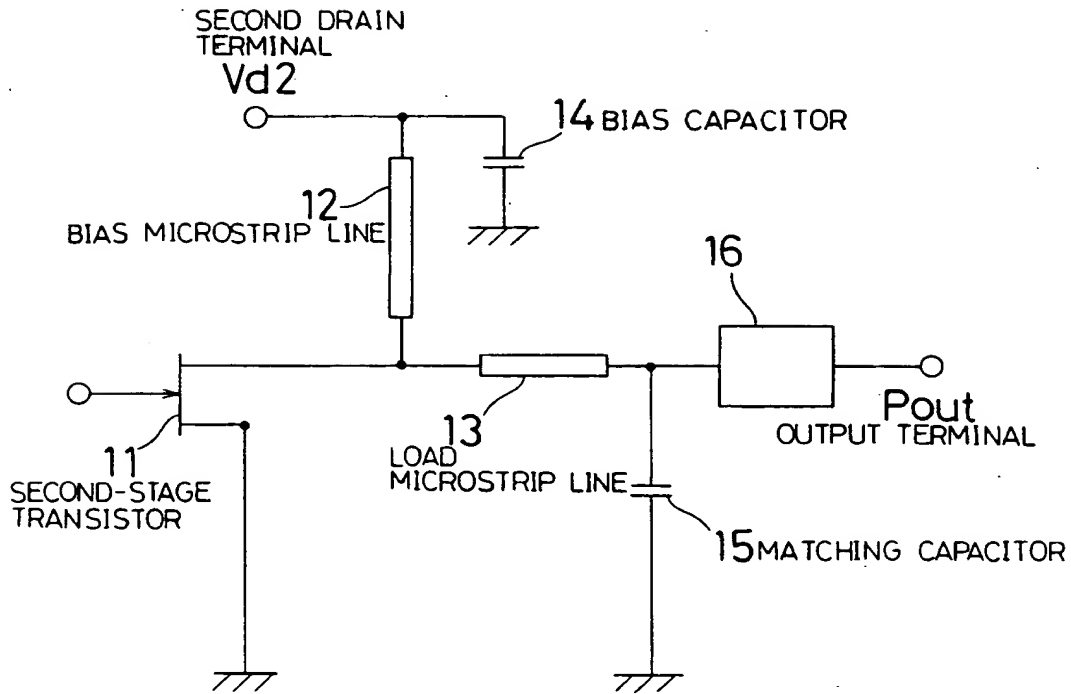 SECOND DRAIN
TERMINAL
Vd2
14 BIAS CAPACITOR
12
BIAS MICROSTRIP LINE
16
11
SECOND-STAGE
TRANSISTOR
13
LOAD
MICROSTRIP LINE
Pout
OUTPUT TERMINAL
15 MATCHING CAPACITOR